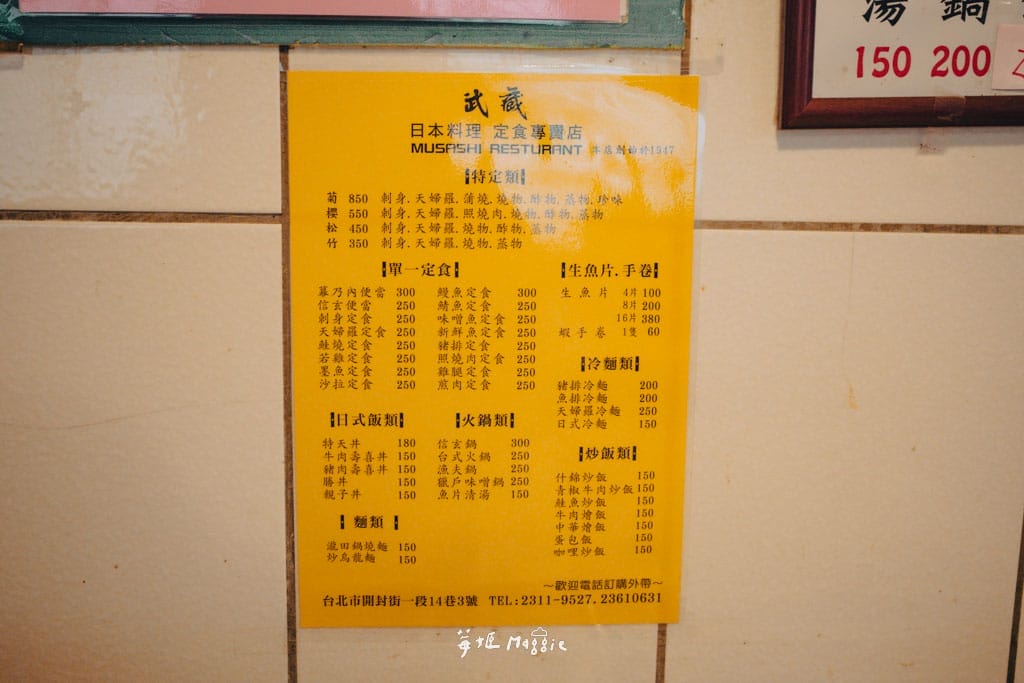 湯 鍋
150 200
武藏
日本料理 定食專賣店
MUSASHI RESTURANT 本店創始於1947
特定類
菊 850 刺身.天婦羅.蒲燒.燒物.酢物.蒸物.珍味
櫻 550 刺身.天婦羅.照燒肉.燒物.酢物.蒸物
松 450 刺身.天婦羅.燒物.酢物.蒸物
竹 350 刺身.天婦羅.燒物.蒸物
單一定食
幕乃內便當 300
信玄便當 250
刺身定食 250
天婦羅定食 250
鮭燒定食 250
若雞定食 250
墨魚定食 250
沙拉定食 250
鰻魚定食 300
鯖魚定食 250
味噌魚定食 250
新鮮魚定食 250
豬排定食 250
照燒肉定食 250
雞腿定食 250
煎肉定食 250
生魚片.手卷
生魚片 4片 100
8片 200
16片 380
蝦手卷 1隻 60
冷麵類
豬排冷麵 200
魚排冷麵 200
天婦羅冷麵 250
日式冷麵 150
日式飯類
特天丼 180
牛肉壽喜丼 150
豬肉壽喜丼 150
勝丼 150
親子丼 150
火鍋類
信玄鍋 300
台式火鍋 250
漁夫鍋 250
獵戶味噌鍋 250
魚片清湯 150
炒飯類
什錦炒飯 150
青椒牛肉炒飯 150
鮭魚炒飯 150
牛肉燴飯 150
中華燴飯 150
蛋包飯 150
咖哩炒飯 150
麵類
瀧田鍋燒麵 150
炒烏龍麵 150
～歡迎電話訂購外帶～
台北市開封街一段14巷3號 TEL:2311-9527.23610631
莓姬 Maggie